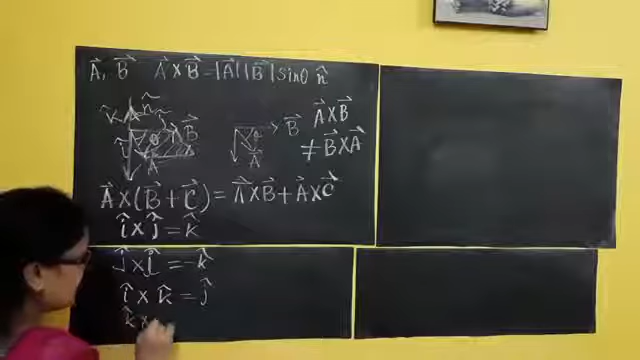 A⃗, B⃗ A⃗ × B⃗ = |A⃗| |B⃗| sinθ n̂
k̂ n̂ ĵ
î θ B⃗
A⃗
θ B⃗
A⃗
A⃗×B⃗
≠ B⃗×A⃗
A⃗×(B⃗+C⃗) = A⃗×B⃗ + A⃗×C⃗
î × ĵ = k̂
ĵ × î = -k̂
î × k̂ = ĵ
k̂ ×